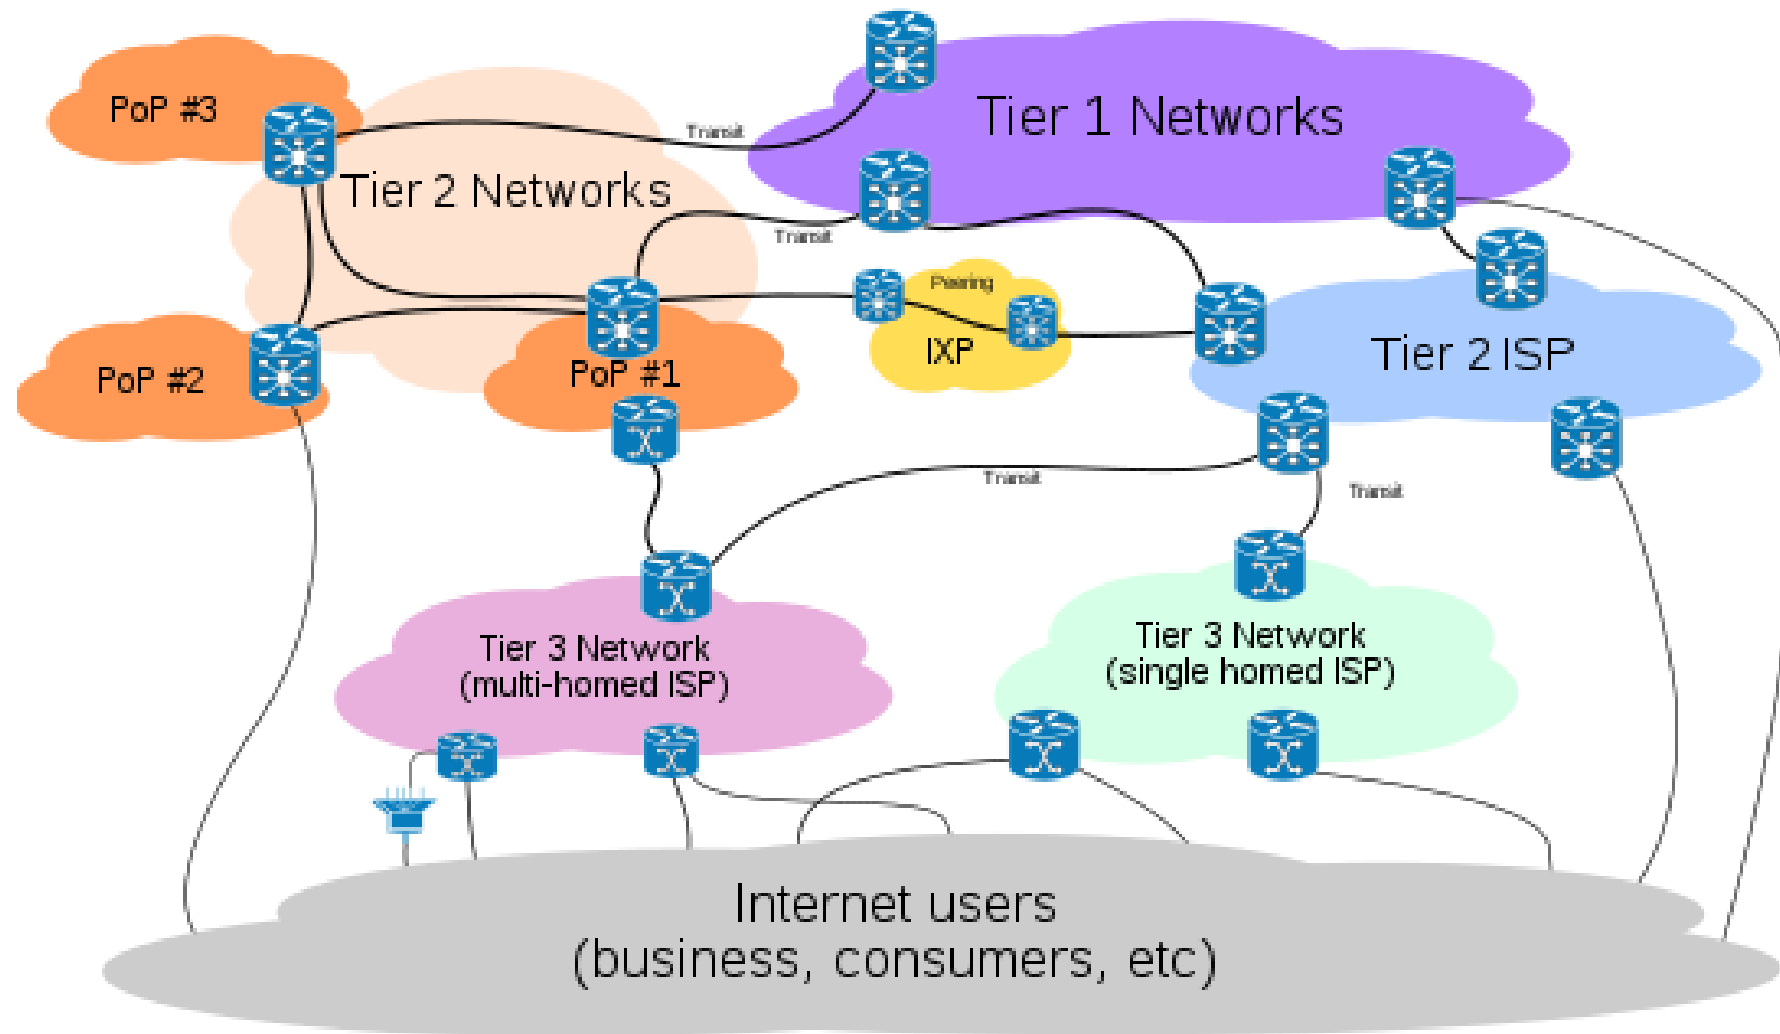 PoP #3
Tier 1 Networks
Transit
Tier 2 Networks
Transit
Peering
IXP
Tier 2 ISP
PoP #2
PoP #1
Transit
Transit
Tier 3 Network
(multi-homed ISP)
Tier 3 Network
(single homed ISP)
Internet users
(business, consumers, etc)